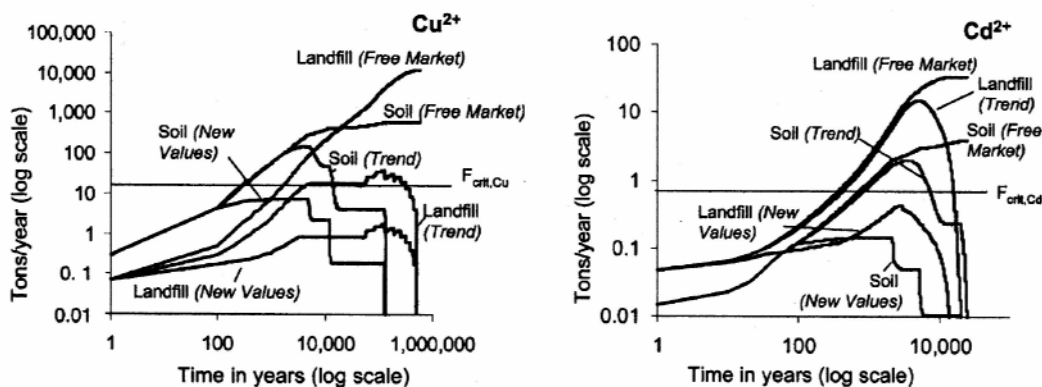 Cu2+
Tons/year (log scale)
100,000
10,000
1,000
100
10
1
0. 1
0.01
Landfill (Free Market)
Soil (Free Market)
Soil (New
Values)
Soil (Trend)
Fcrit,Cu
Landfill
(Trend)
Landfill (New Values)
1
100
10,000
1,000,000
Time in years (log scale)
Cd2+
Tons/year (log scale)
100
10
1
0.1
0.01
Landfill (Free Market)
Landfill
(Trend)
Soil (Trend)
Soil (Free
Market)
Fcrit,Cd
Landfill (New
Values)
Soil
(New Values)
1
100
10,000
Time in years (log scale)